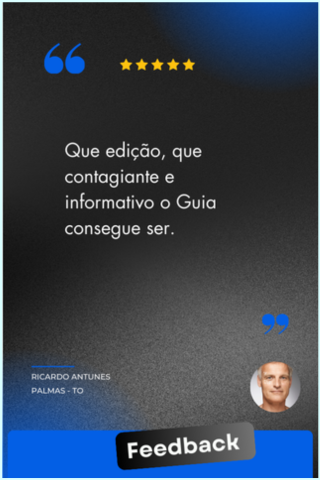 Que edição, que
contagiante e
informativo o Guia
consegue ser.
RICARDO ANTUNES
PALMAS - TO
Feedback